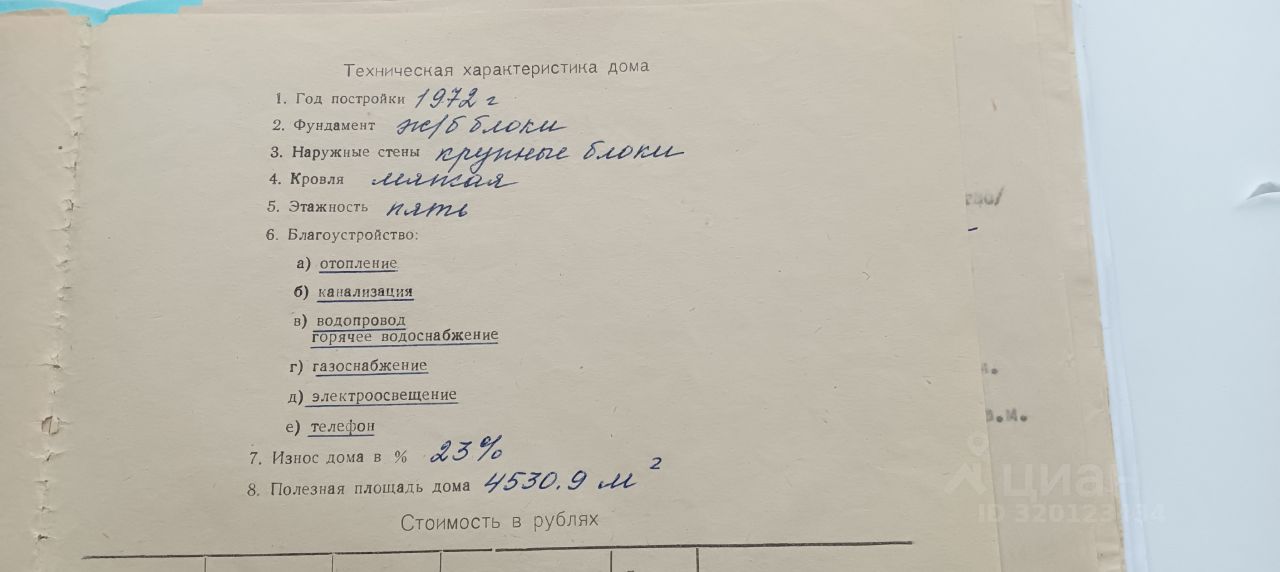 Техническая характеристика дома
1. Год постройки 1972 г
2. Фундамент ж/б блоки
3. Наружные стены крупные блоки
4. Кровля мягкая
5. Этажность пять
6. Благоустройство:
а) отопление
б) канализация
в) водопровод
горячее водоснабжение
г) газоснабжение
д) электроосвещение
е) телефон
7. Износ дома в % 23%
8. Полезная площадь дома 4530.9 м²
Стоимость в рублях
циан